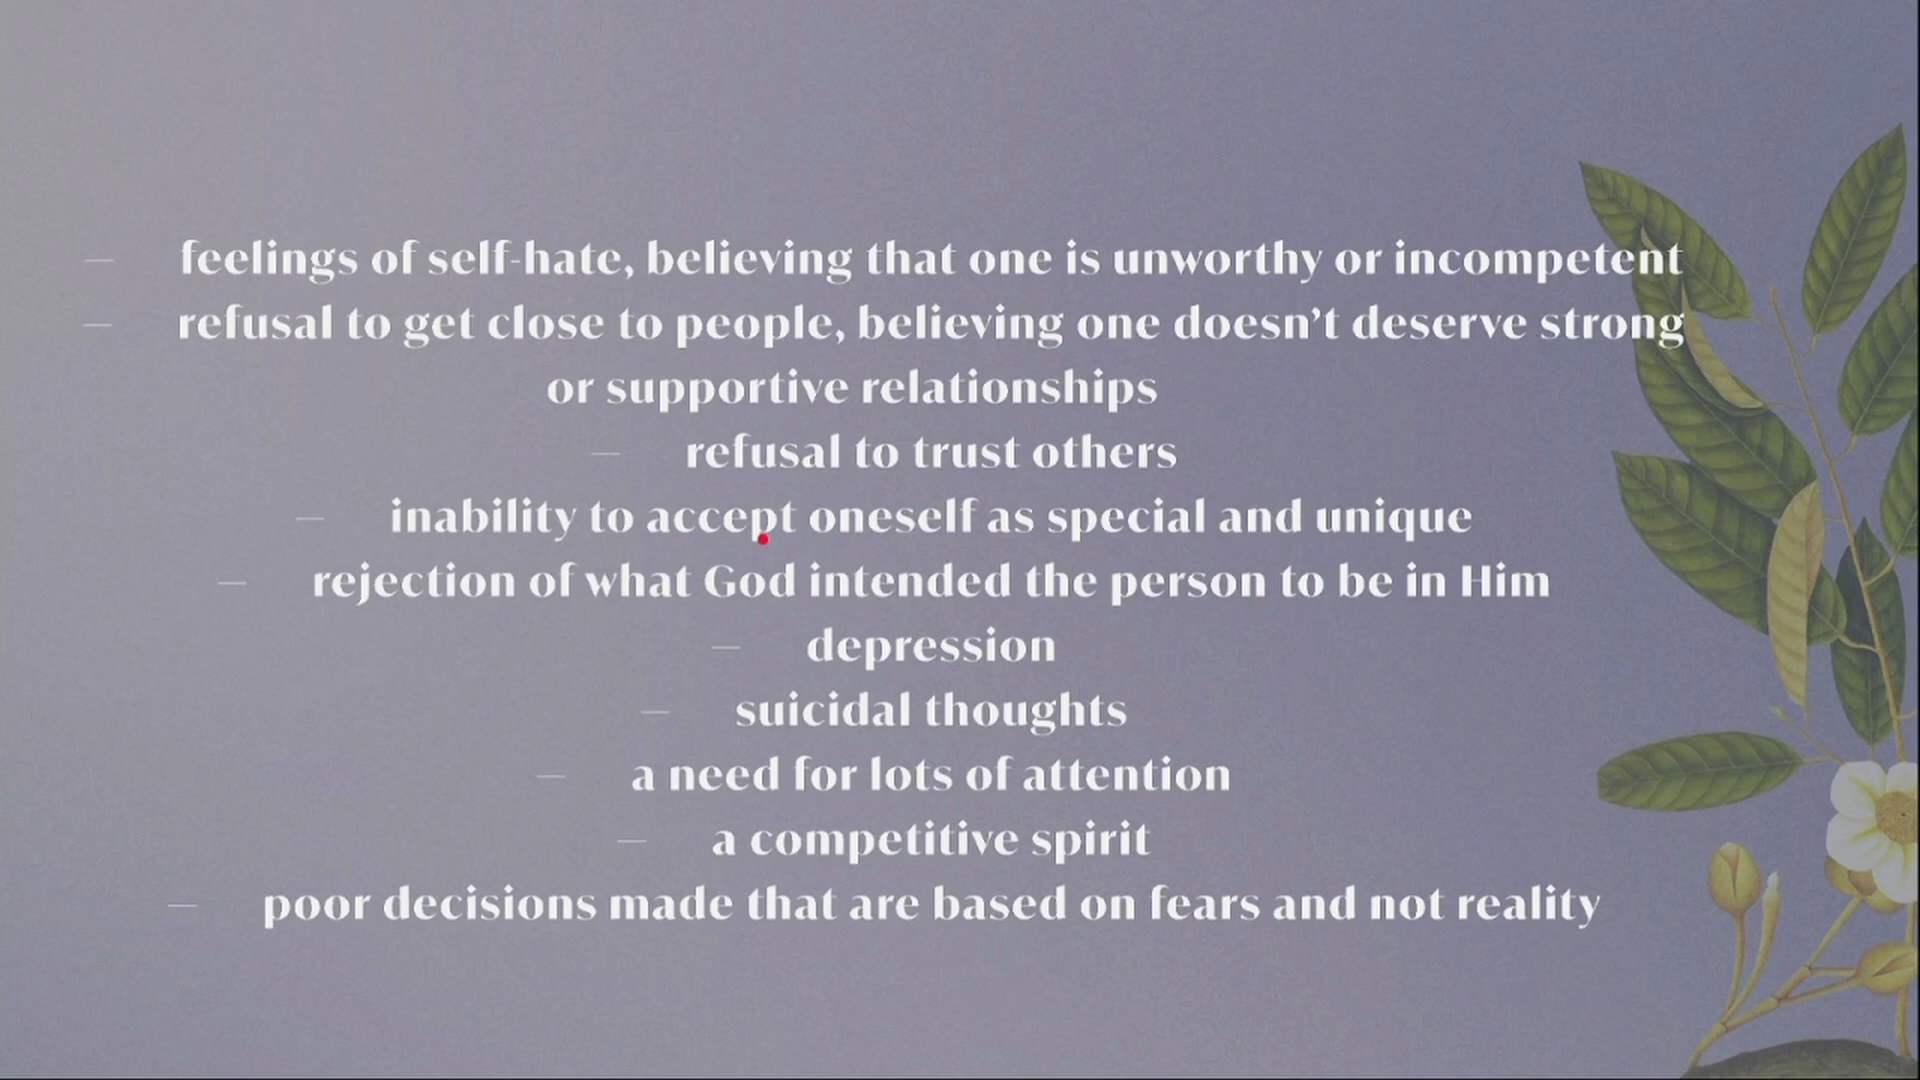 — feelings of self-hate, believing that one is unworthy or incompetent
— refusal to get close to people, believing one doesn’t deserve strong
or supportive relationships
— refusal to trust others
— inability to accept oneself as special and unique
— rejection of what God intended the person to be in Him
— depression
— suicidal thoughts
— a need for lots of attention
— a competitive spirit
— poor decisions made that are based on fears and not reality